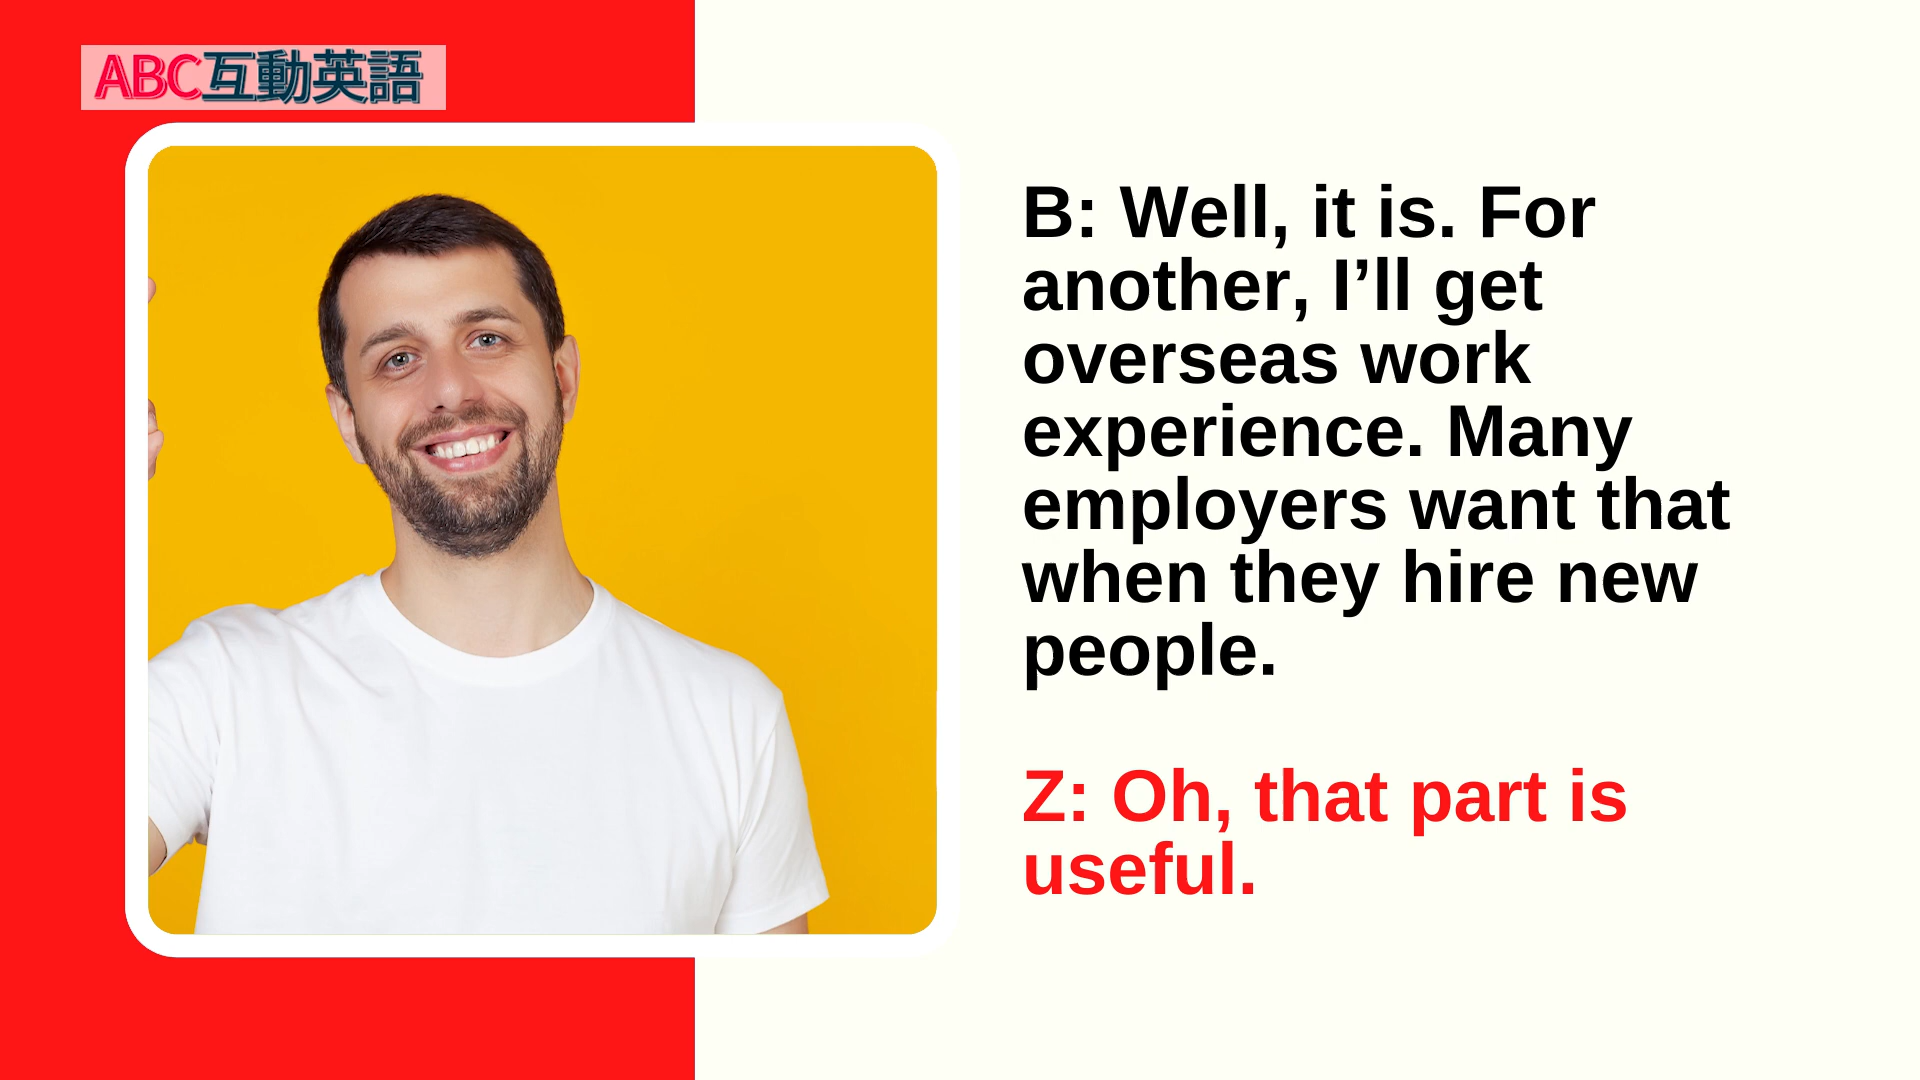 ABC互動英語
B: Well, it is. For
another, I’ll get
overseas work
experience. Many
employers want that
when they hire new
people.
Z: Oh, that part is
useful.